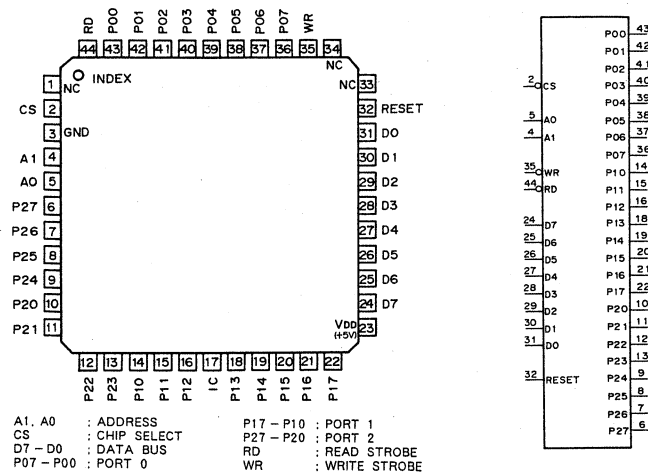 RD P00 P01 P02 P03 P04 P05 P06 P07 WR
44 43 42 41 40 39 38 37 36 35 34
NC
1 NC
INDEX
NC 33
CS 2
32 RESET
3 GND
31 D0
A1 4
30 D1
A0 5
29 D2
P27 6
28 D3
P26 7
27 D4
P25 8
26 D5
P24 9
25 D6
P20 10
24 D7
P21 11
VDD (+5V) 23
12 13 14 15 16 17 18 19 20 21 22
P22 P23 P10 P11 P12 IC P13 P14 P15 P16 P17
A1, A0 : ADDRESS
CS : CHIP SELECT
D7 – D0 : DATA BUS
P07 – P00 : PORT 0
P17 – P10 : PORT 1
P27 – P20 : PORT 2
RD : READ STROBE
WR : WRITE STROBE
2 CS
5 A0
4 A1
35 WR
44 RD
24 D7
25 D6
26 D5
27 D4
28 D3
29 D2
30 D1
31 D0
32 RESET
P00 43
P01 42
P02 41
P03 40
P04 39
P05 38
P06 37
P07 36
P10 14
P11 15
P12 16
P13 18
P14 19
P15 20
P16 21
P17 22
P20 10
P21 11
P22 12
P23 13
P24 9
P25 8
P26 7
P27 6